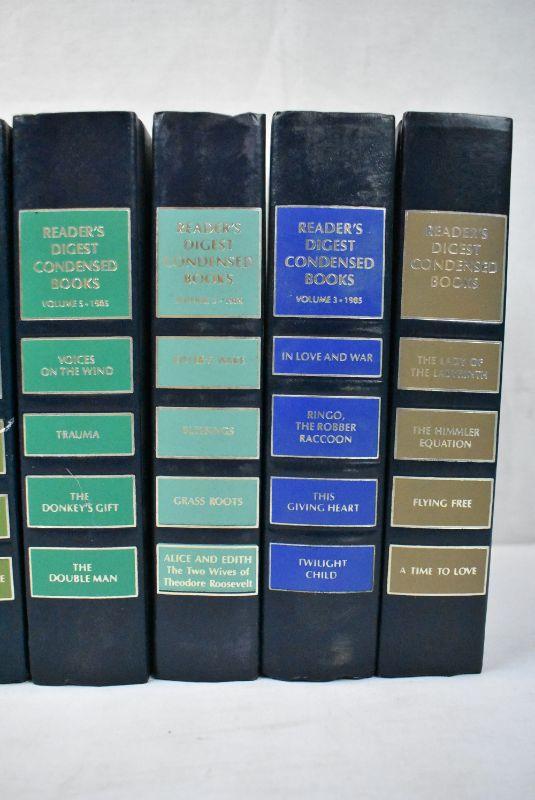 READER'S
DIGEST
CONDENSED
BOOKS
VOLUME 5 • 1985
VOICES
ON THE WIND
TRAUMA
THE
DONKEY'S GIFT
THE
DOUBLE MAN
READER'S
DIGEST
CONDENSED
BOOKS
WAKE
BLESSINGS
GRASS ROOTS
ALICE AND EDITH
The Two Wives of
Theodore Roosevelt
READER'S
DIGEST
CONDENSED
BOOKS
VOLUME 3 • 1985
IN LOVE AND WAR
RINGO,
THE ROBBER
RACCOON
THIS
GIVING HEART
TWILIGHT
CHILD
READER'S
DIGEST
CONDENSED
BOOKS
THE LADY OF
THE LABYRINTH
THE HIMMLER
EQUATION
FLYING FREE
A TIME TO LOVE